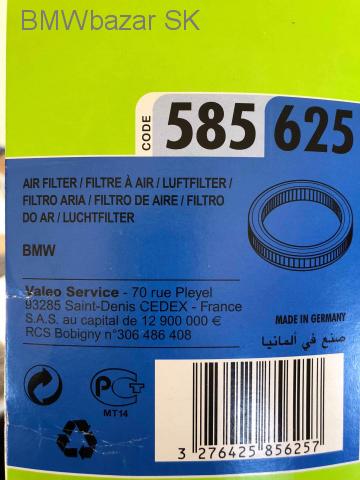 BMWbazar SK
CODE
585 625
AIR FILTER / FILTRE À AIR / LUFTFILTER /
FILTRO ARIA / FILTRO DE AIRE / FILTRO
DO AR / LUCHTFILTER
BMW
Valeo Service - 70 rue Pleyel
93285 Saint-Denis CEDEX - France
S.A.S. au capital de 12 900 000 €
RCS Bobigny n°306 486 408
MADE IN GERMANY
صنع في ألمانيا
MT14
3 276425 856257